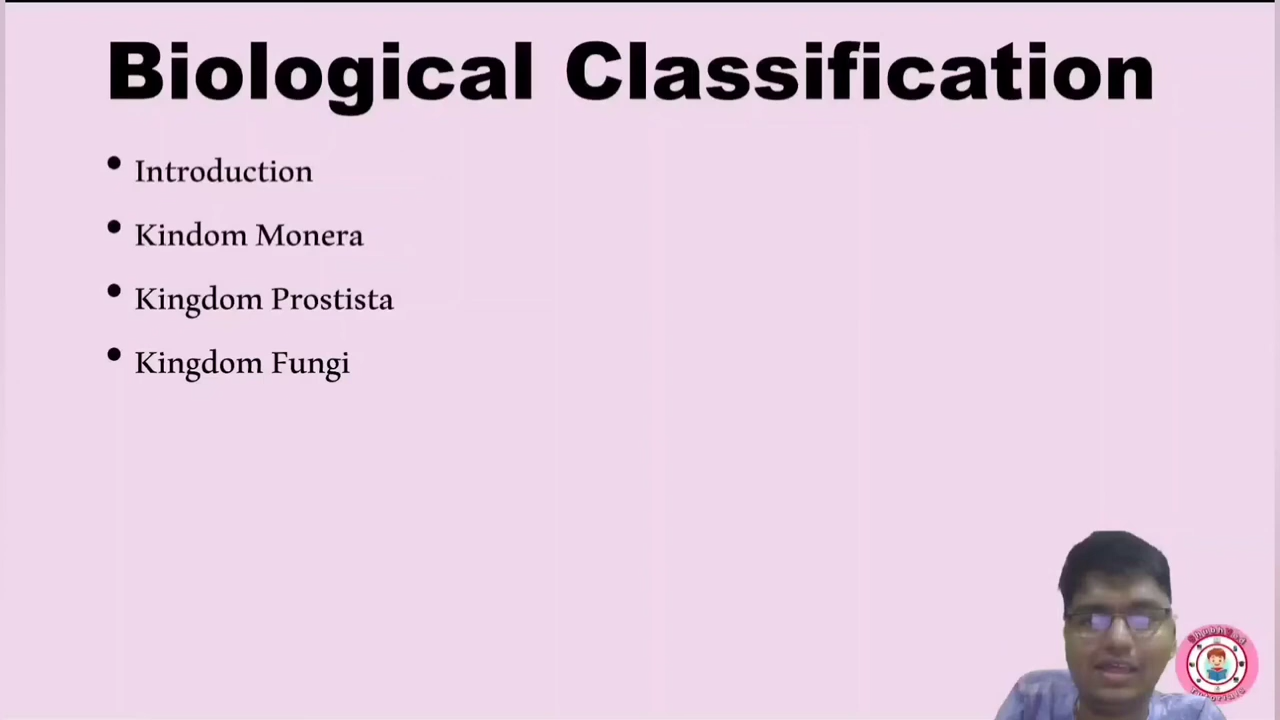 Biological Classification
• Introduction
• Kindom Monera
• Kingdom Prostista
• Kingdom Fungi